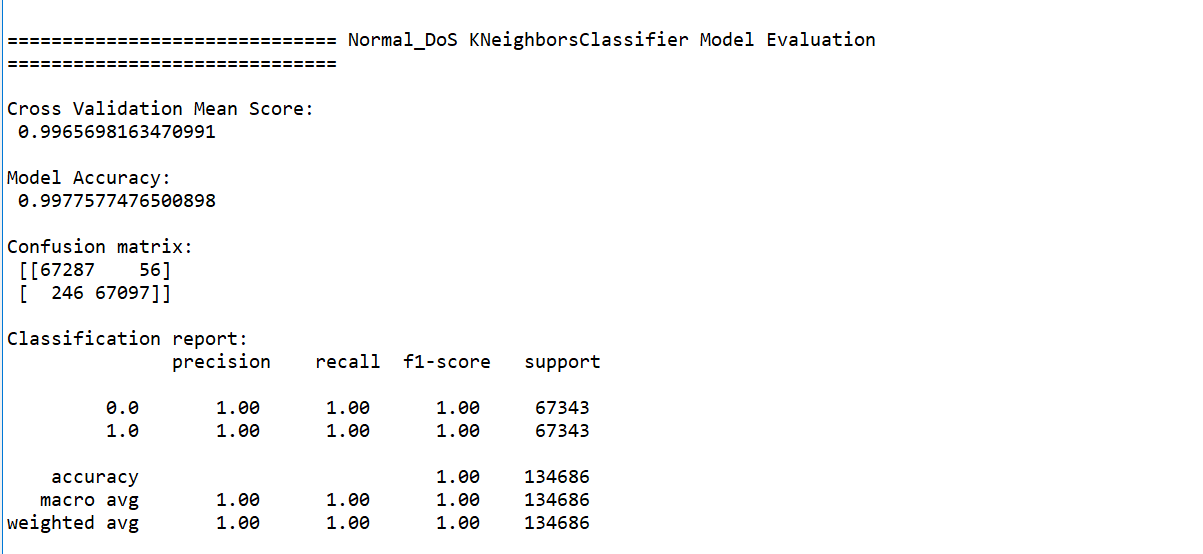 ============================== Normal_DoS KNeighborsClassifier Model Evaluation
==============================
Cross Validation Mean Score:
0.9965698163470991
Model Accuracy:
0.9977577476500898
Confusion matrix:
[[67287    56]
[  246 67097]]
Classification report:
precision    recall  f1-score   support
0.0       1.00      1.00      1.00     67343
1.0       1.00      1.00      1.00     67343
accuracy                           1.00    134686
macro avg       1.00      1.00      1.00    134686
weighted avg       1.00      1.00      1.00    134686